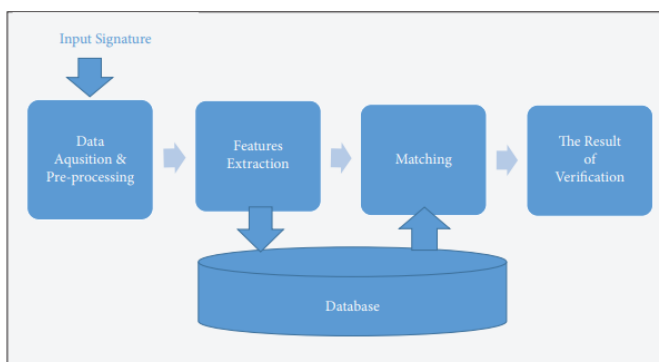 Input Signature
Data
Aqusition &
Pre-processing
Features
Extraction
Matching
The Result
of
Verification
Database